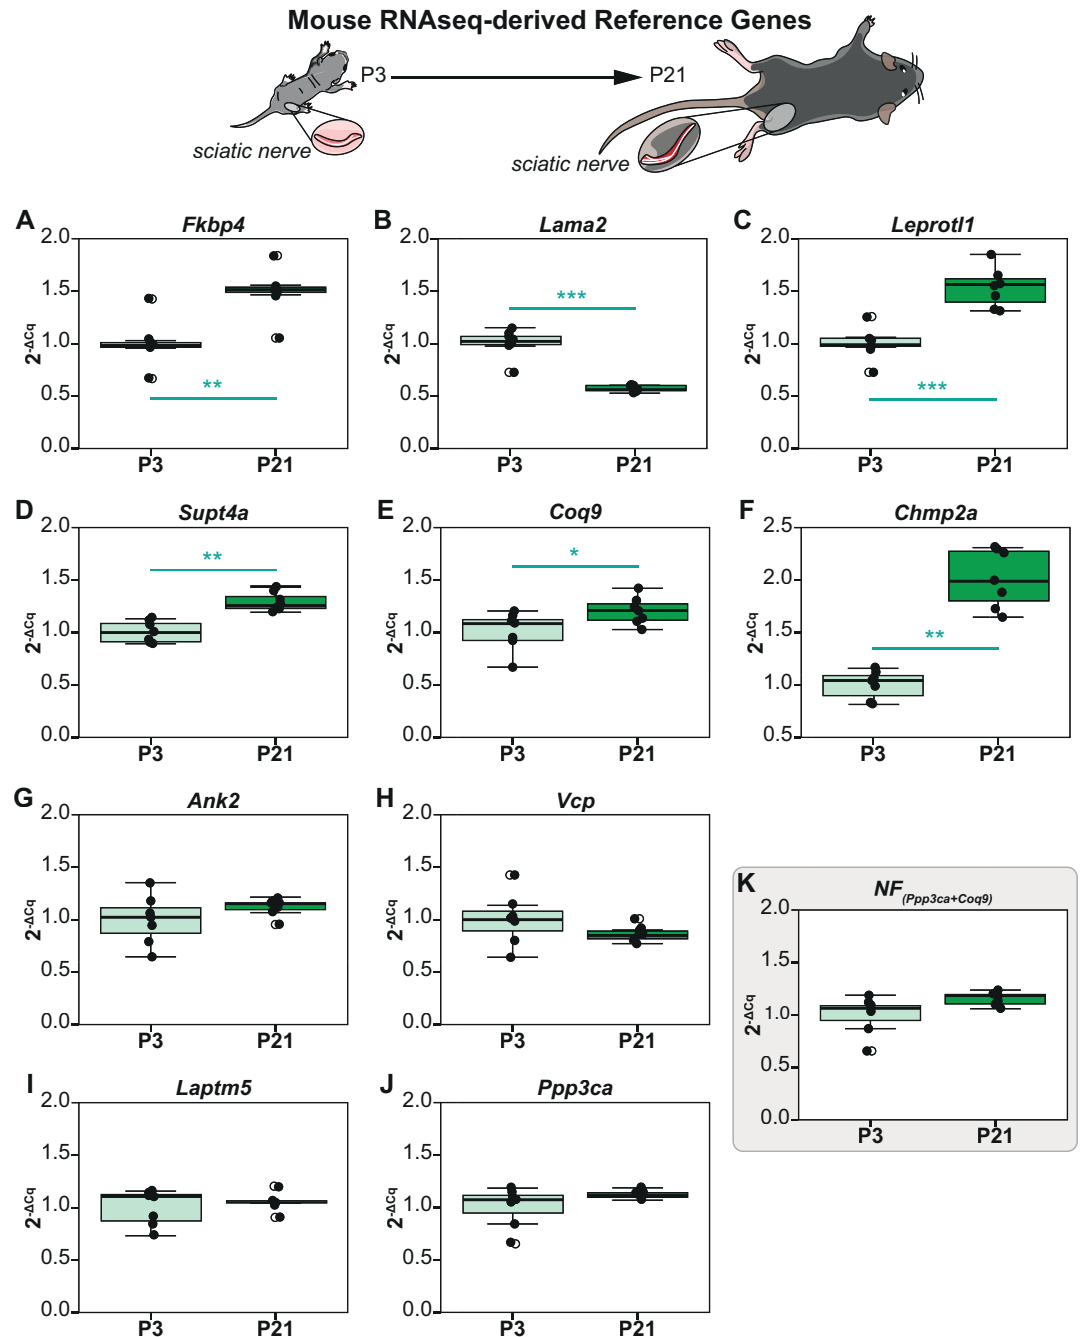 Mouse RNAseq-derived Reference Genes
P3
P21
sciatic nerve
sciatic nerve
A
Fkbp4
2.0
1.5
1.0
0.5
0.0
2-ΔCq
**
P3
P21
B
Lama2
2.0
1.5
1.0
0.5
0.0
2-ΔCq
***
P3
P21
C
Leprotl1
2.0
1.5
1.0
0.5
0.0
2-ΔCq
***
P3
P21
D
Supt4a
2.0
1.5
1.0
0.5
0.0
2-ΔCq
**
P3
P21
E
Coq9
2.0
1.5
1.0
0.5
0.0
2-ΔCq
*
P3
P21
F
Chmp2a
2.5
2.0
1.5
1.0
0.5
2-ΔCq
**
P3
P21
G
Ank2
2.0
1.5
1.0
0.5
0.0
2-ΔCq
P3
P21
H
Vcp
2.0
1.5
1.0
0.5
0.0
2-ΔCq
P3
P21
K
NF(Ppp3ca+Coq9)
2.0
1.5
1.0
0.5
0.0
2-ΔCq
P3
P21
I
Laptm5
2.0
1.5
1.0
0.5
0.0
2-ΔCq
P3
P21
J
Ppp3ca
2.0
1.5
1.0
0.5
0.0
2-ΔCq
P3
P21